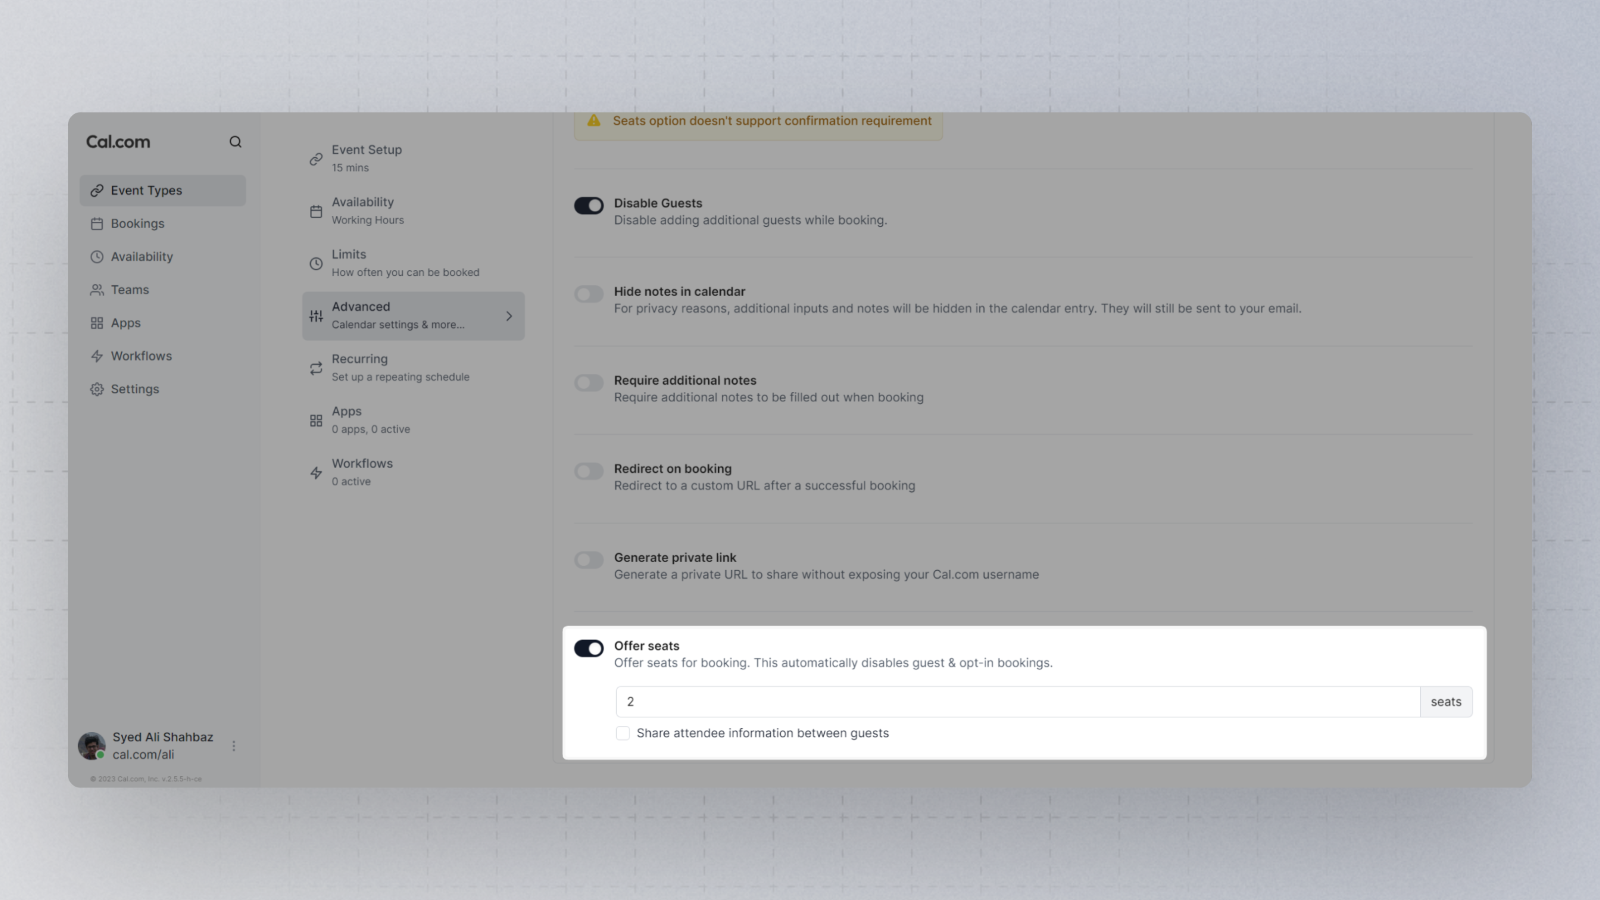 Cal.com
Event Types
Bookings
Availability
Teams
Apps
Workflows
Settings
Syed Ali Shahbaz
cal.com/ali
© 2023 Cal.com, Inc. v.2.5.5-h-ce
Event Setup
15 mins
Availability
Working Hours
Limits
How often you can be booked
Advanced
Calendar settings & more...
Recurring
Set up a repeating schedule
Apps
0 apps, 0 active
Workflows
0 active
Seats option doesn't support confirmation requirement
Disable Guests
Disable adding additional guests while booking.
Hide notes in calendar
For privacy reasons, additional inputs and notes will be hidden in the calendar entry. They will still be sent to your email.
Require additional notes
Require additional notes to be filled out when booking
Redirect on booking
Redirect to a custom URL after a successful booking
Generate private link
Generate a private URL to share without exposing your Cal.com username
Offer seats
Offer seats for booking. This automatically disables guest & opt-in bookings.
2 seats
Share attendee information between guests